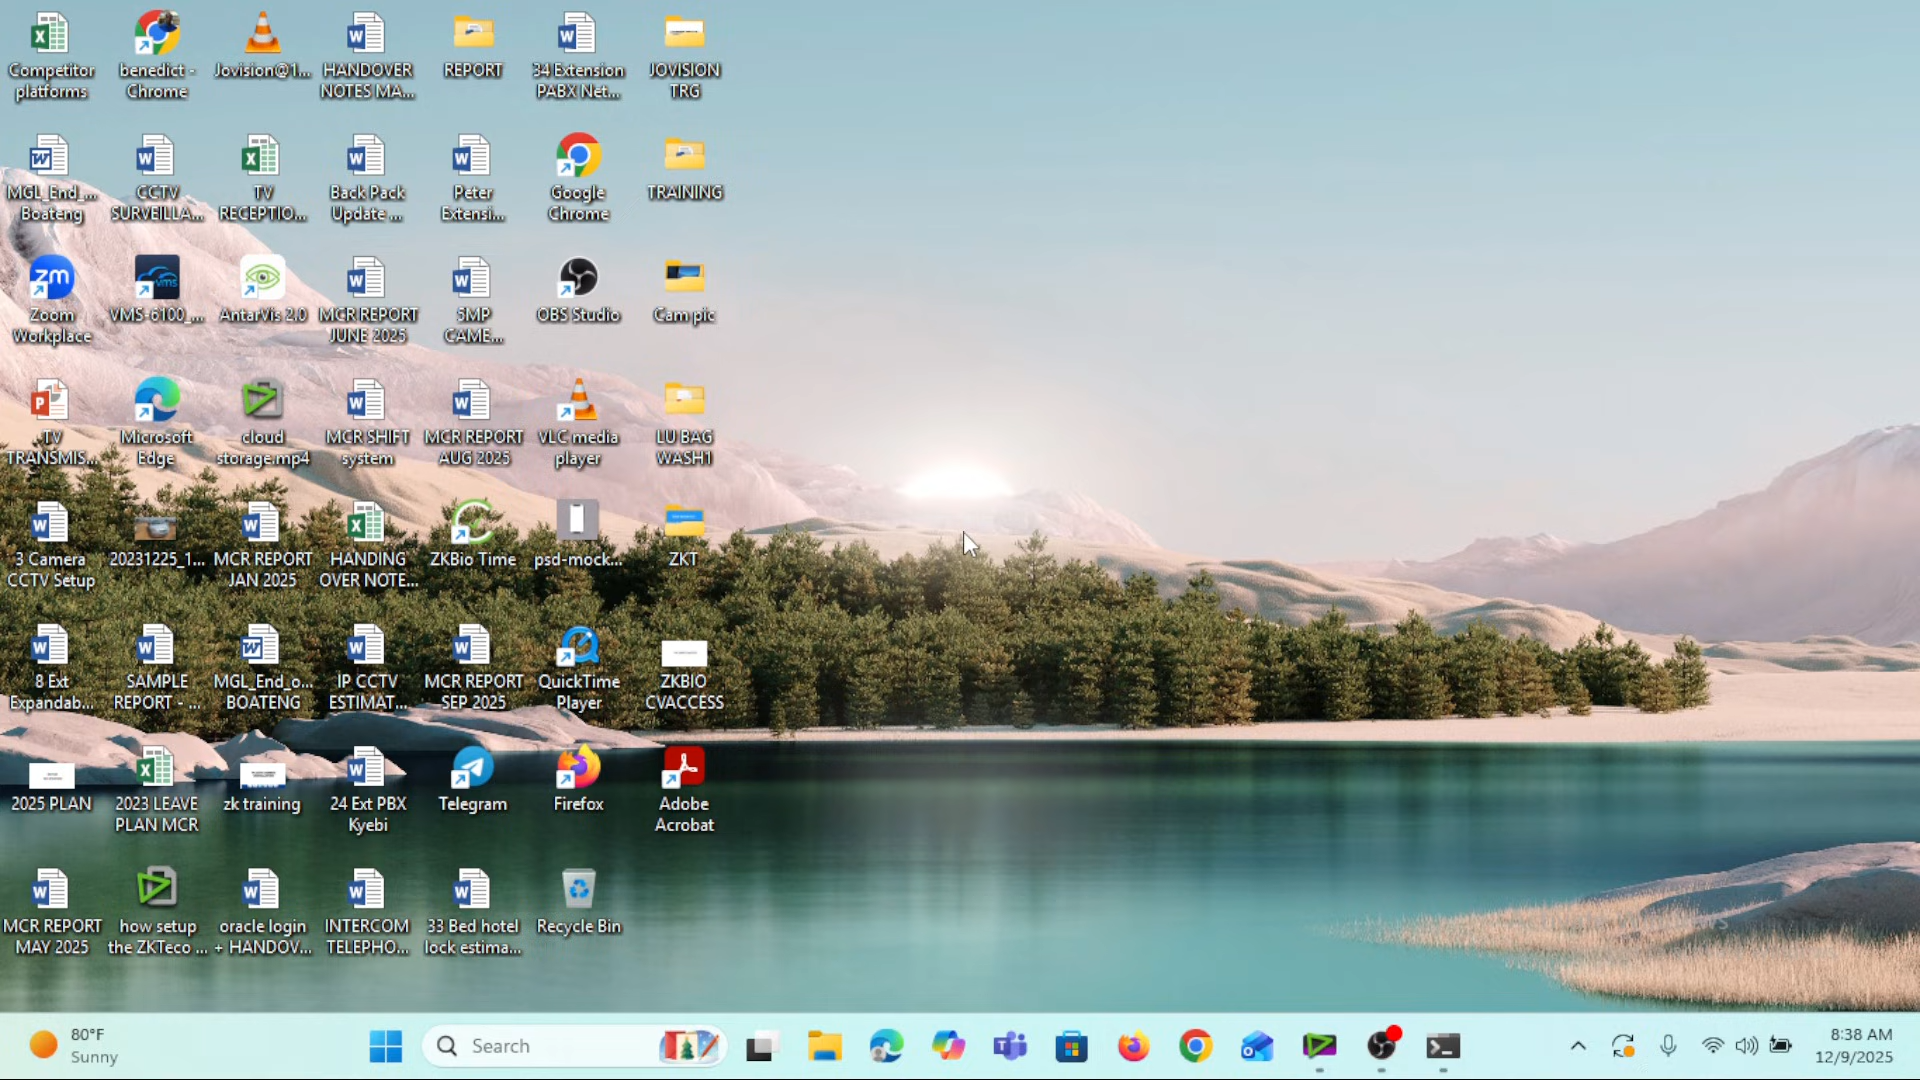 Competitor
platforms
benedict -
Chrome
Jovision@1...
HANDOVER
NOTES MA...
REPORT
34 Extension
PABX Net...
JOVISION
TRG
MGL_End_...
Boateng
CCTV
SURVEILLA...
TV
RECEPTIO...
Back Pack
Update ...
Peter
Extensi...
Google
Chrome
TRAINING
zm
Zoom
Workplace
vms
VMS-6100_...
AntarVis 2.0
MCR REPORT
JUNE 2025
5MP
CAME...
OBS Studio
Cam pic
TV
TRANSMIS...
Microsoft
Edge
cloud
storage.mp4
MCR SHIFT
system
MCR REPORT
AUG 2025
VLC media
player
LU BAG
WASH1
3 Camera
CCTV Setup
20231225_1...
MCR REPORT
JAN 2025
HANDING
OVER NOTE...
ZKBio Time
psd-mock...
ZKT
8 Ext
Expandab...
SAMPLE
REPORT - ...
MGL_End_o...
BOATENG
IP CCTV
ESTIMAT...
MCR REPORT
SEP 2025
QuickTime
Player
ZKBIO
CVACCESS
2025 PLAN
2023 LEAVE
PLAN MCR
zk training
24 Ext PBX
Kyebi
Telegram
Firefox
Adobe
Acrobat
MCR REPORT
MAY 2025
how setup
the ZKTeco ...
oracle login
+ HANDOV...
INTERCOM
TELEPHO...
33 Bed hotel
lock estima...
Recycle Bin
80°F
Sunny
Search
8:38 AM
12/9/2025